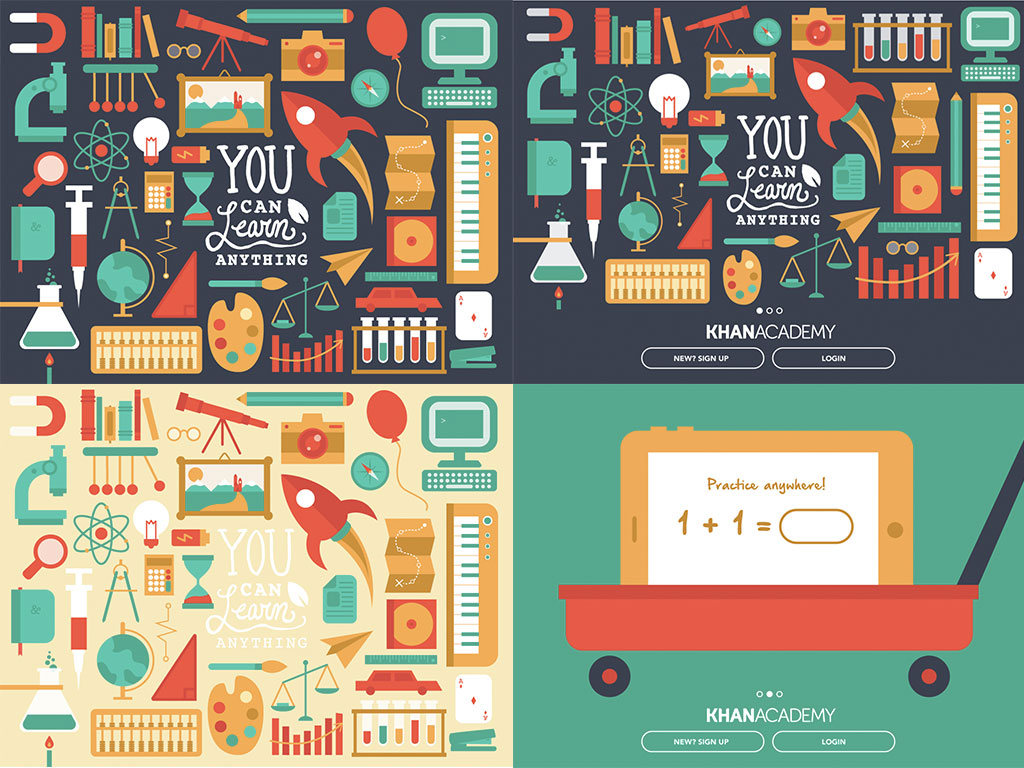 YOU
CAN
Learn
ANYTHING
&
A
A
>
YOU
CAN
Learn
ANYTHING
A
A
>
KHANACADEMY
NEW? SIGN UP
LOGIN
YOU
CAN
Learn
ANYTHING
&
A
A
>
Practice anywhere!
1 + 1 =
KHANACADEMY
NEW? SIGN UP
LOGIN